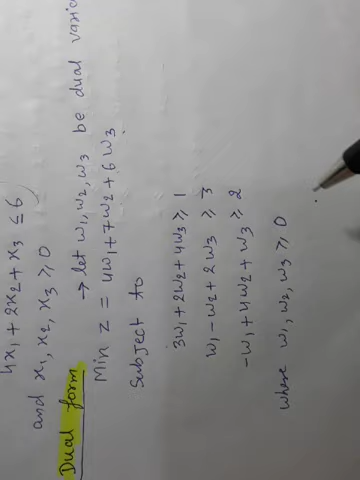 4x₁ + 2x₂ + x₃ ≤ 6
and x₁, x₂, x₃ ≥ 0
Dual form → let w₁, w₂, w₃ be dual
Min Z = 4w₁ + 7w₂ + 6w₃
Subject to
3w₁ + 2w₂ + 4w₃ ≥ 1
w₁ - w₂ + 2w₃ ≥ 3
-w₁ + 4w₂ + w₃ ≥ 2
where w₁, w₂, w₃ ≥ 0